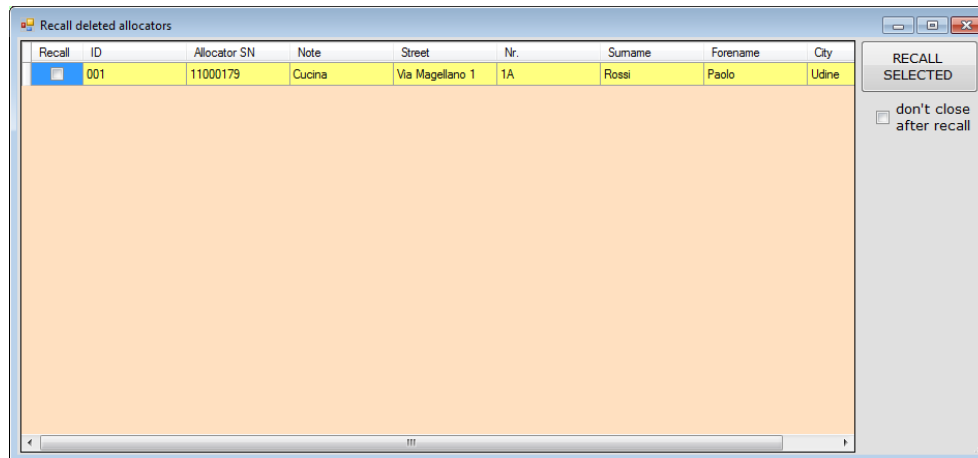 Recall deleted allocators
Recall ID Allocator SN Note Street Nr. Surname Forename City
001 11000179 Cucina Via Magellano 1 1A Rossi Paolo Udine
RECALL
SELECTED
don't close
after recall